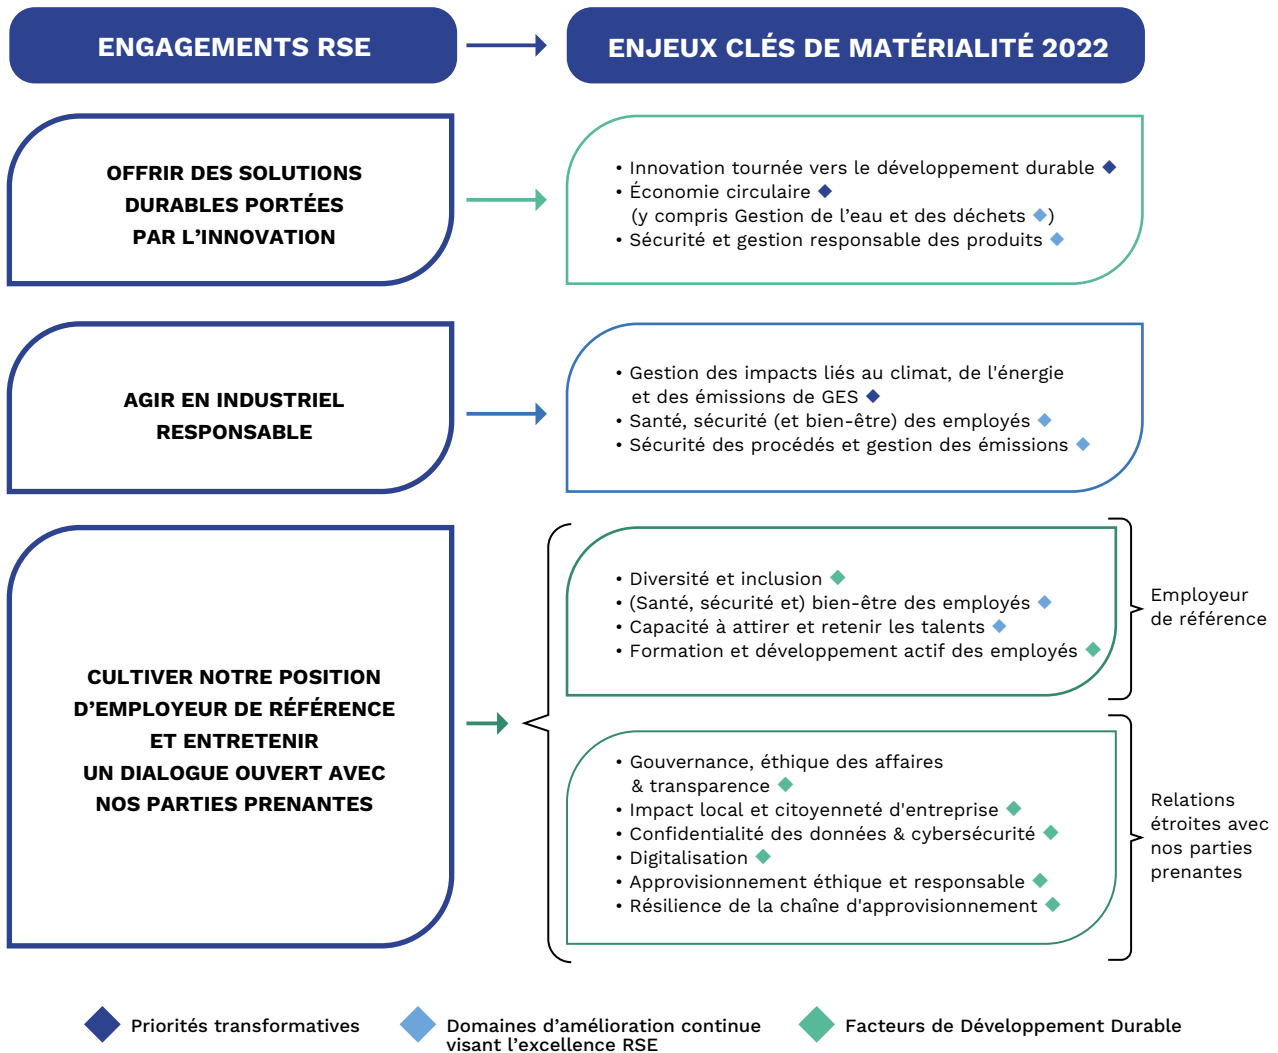 ENGAGEMENTS RSE
ENJEUX CLÉS DE MATÉRIALITÉ 2022
OFFRIR DES SOLUTIONS
DURABLES PORTÉES
PAR L’INNOVATION
• Innovation tournée vers le développement durable
• Économie circulaire
(y compris Gestion de l’eau et des déchets )
• Sécurité et gestion responsable des produits
AGIR EN INDUSTRIEL
RESPONSABLE
• Gestion des impacts liés au climat, de l'énergie
et des émissions de GES
• Santé, sécurité (et bien-être) des employés
• Sécurité des procédés et gestion des émissions
CULTIVER NOTRE POSITION
D’EMPLOYEUR DE RÉFÉRENCE
ET ENTRETENIR
UN DIALOGUE OUVERT AVEC
NOS PARTIES PRENANTES
• Diversité et inclusion
• (Santé, sécurité et) bien-être des employés
• Capacité à attirer et retenir les talents
• Formation et développement actif des employés
Employeur
de référence
• Gouvernance, éthique des affaires
& transparence
• Impact local et citoyenneté d'entreprise
• Confidentialité des données & cybersécurité
• Digitalisation
• Approvisionnement éthique et responsable
• Résilience de la chaîne d'approvisionnement
Relations
étroites avec
nos parties
prenantes
Priorités transformatives
Domaines d’amélioration continue
visant l’excellence RSE
Facteurs de Développement Durable